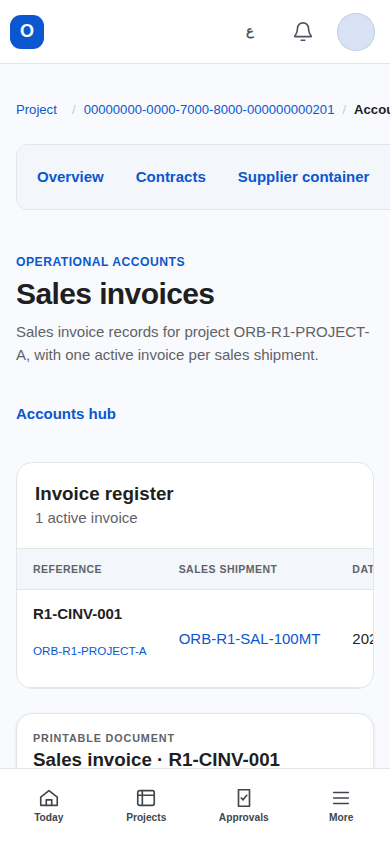 O
ع
Project / 00000000-0000-7000-8000-000000000201 / Accou
Overview Contracts Supplier container
OPERATIONAL ACCOUNTS
Sales invoices
Sales invoice records for project ORB-R1-PROJECT-
A, with one active invoice per sales shipment.
Accounts hub
Invoice register
1 active invoice
REFERENCE SALES SHIPMENT DAT
R1-CINV-001
ORB-R1-SAL-100MT 202
ORB-R1-PROJECT-A
PRINTABLE DOCUMENT
Sales invoice · R1-CINV-001
Today Projects Approvals More